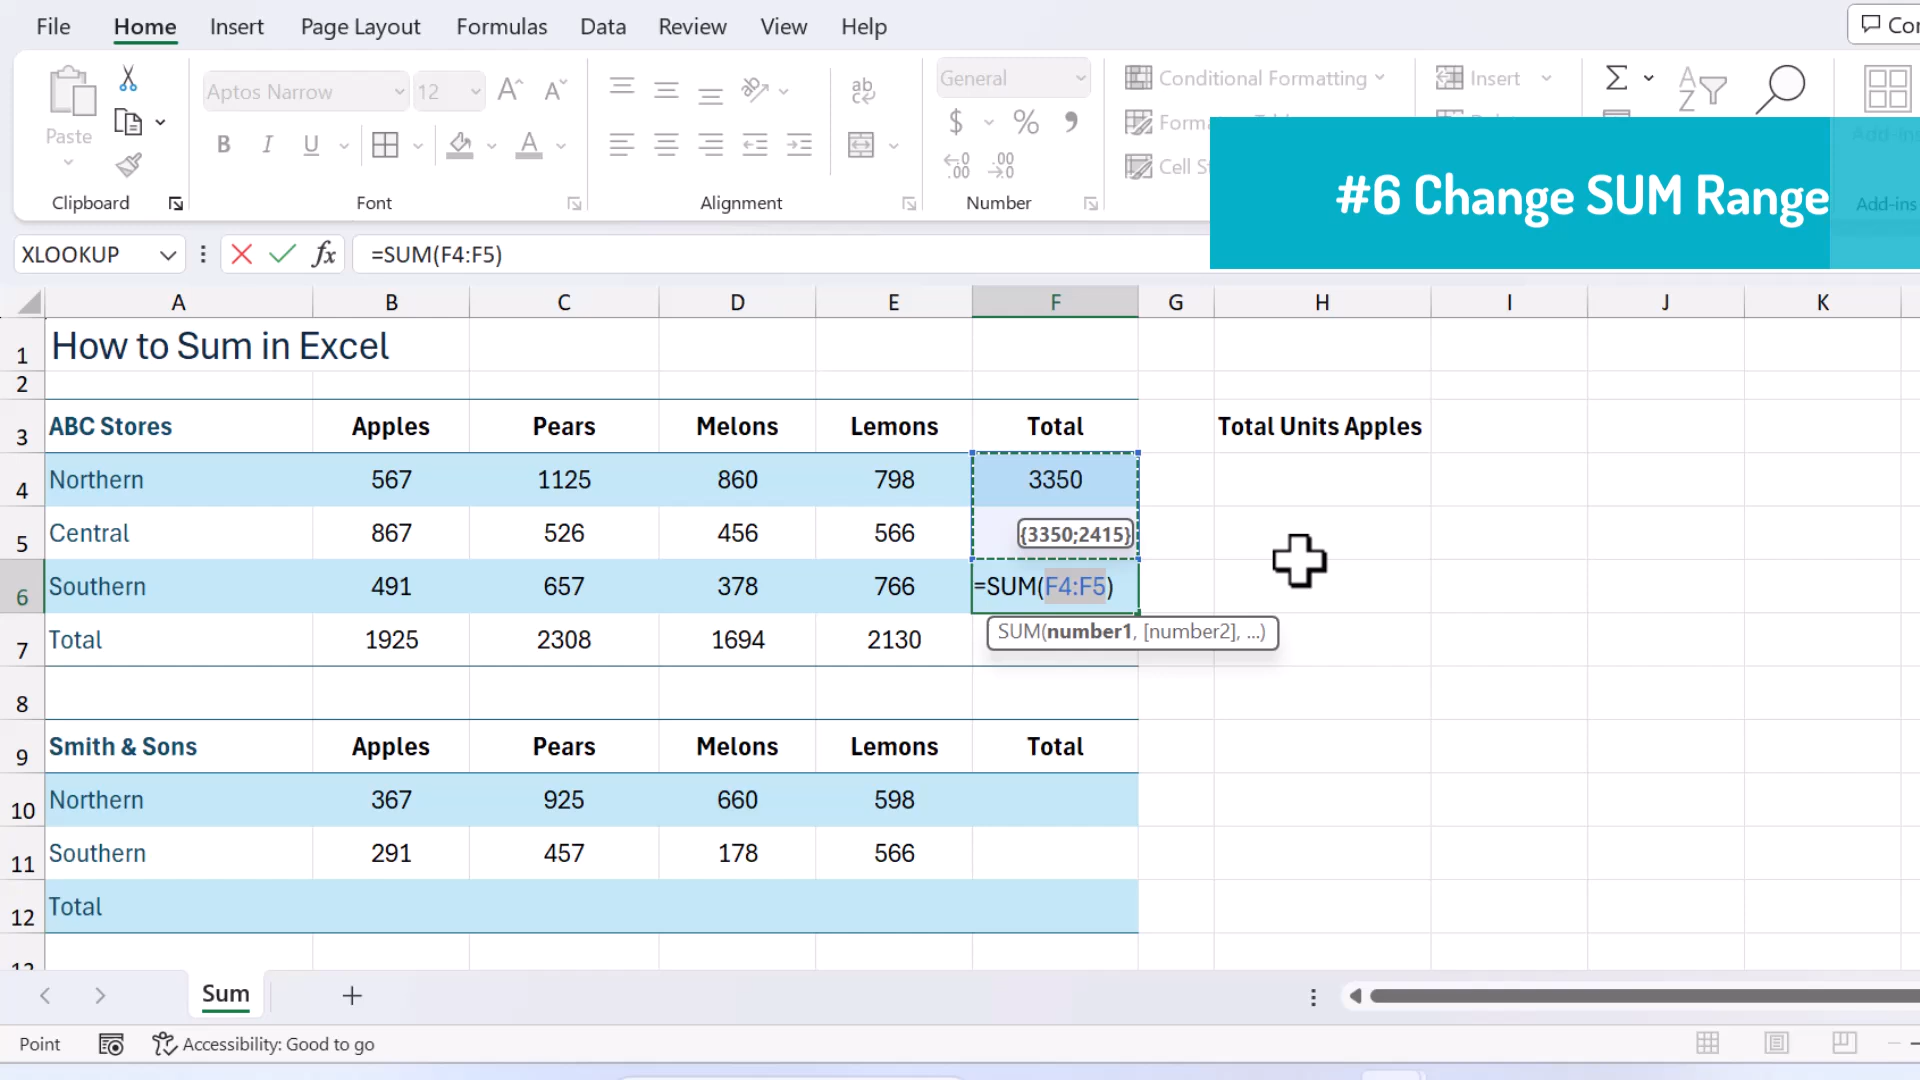 File Home Insert Page Layout Formulas Data Review View Help
Paste
Clipboard
Aptos Narrow 12
B I U A
Font
ab
Alignment
General
$ % 9
Number
Conditional Formatting
Cell
Insert
Add-ins
#6 Change SUM Range
XLOOKUP fx =SUM(F4:F5)
A B C D E F G H I J K
1 How to Sum in Excel
2
3 ABC Stores Apples Pears Melons Lemons Total Total Units Apples
4 Northern 567 1125 860 798 3350
5 Central 867 526 456 566 {3350;2415}
6 Southern 491 657 378 766 =SUM(F4:F5)
SUM(number1, [number2], ...)
7 Total 1925 2308 1694 2130
8
9 Smith & Sons Apples Pears Melons Lemons Total
10 Northern 367 925 660 598
11 Southern 291 457 178 566
12 Total
Sum
Point Accessibility: Good to go